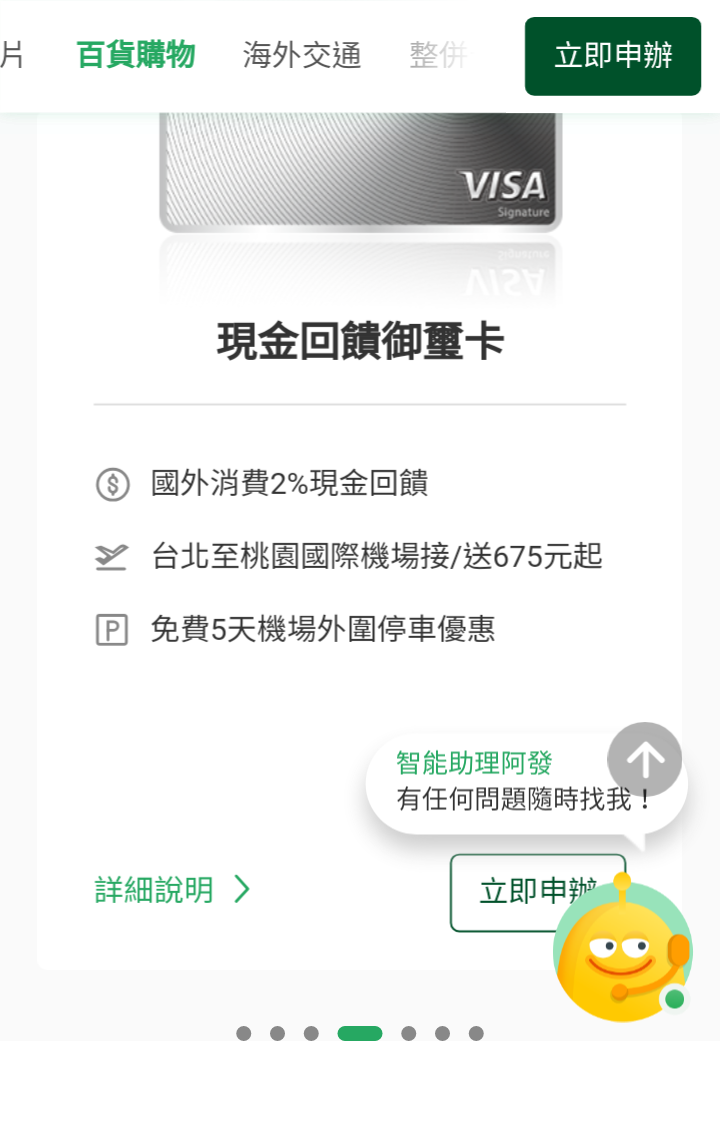 片 百貨購物 海外交通 整併 立即申辦
VISA
Signature
現金回饋御璽卡
國外消費2%現金回饋
台北至桃園國際機場接/送675元起
P 免費5天機場外圍停車優惠
智能助理阿發
有任何問題隨時找我！
詳細說明 立即申辦